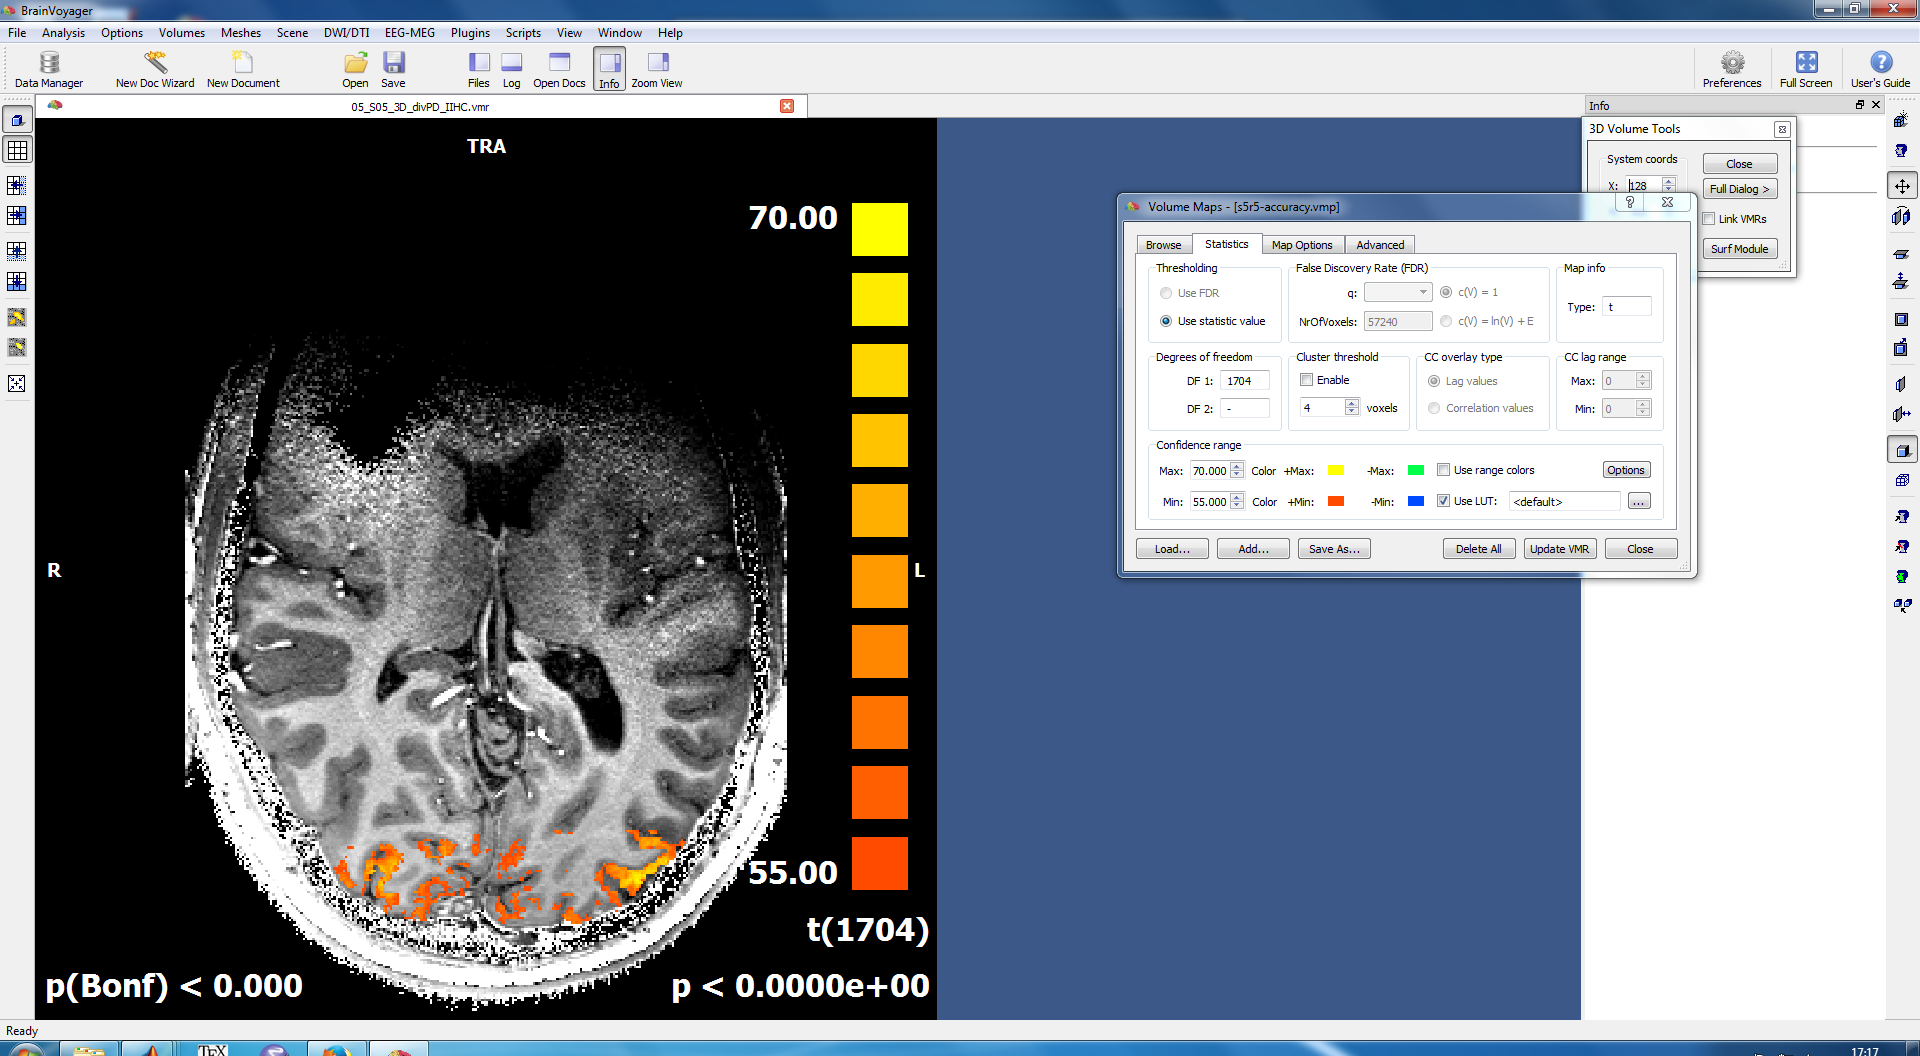 BrainVoyager
File Analysis Options Volumes Meshes Scene DWI/DTI EEG-MEG Plugins Scripts View Window Help
Data Manager New Doc Wizard New Document Open Save Files Log Open Docs Info Zoom View Preferences Full Screen User's Guide
05_S05_3D_divPD_IIHC.vmr
Info
3D Volume Tools
System coords
X: 128
Close
Full Dialog >
Link VMRs
Surf Module
TRA
70.00
R
L
55.00
t(1704)
p(Bonf) < 0.000
p < 0.0000e+00
Volume Maps - [s5r5-accuracy.vmp]
Browse Statistics Map Options Advanced
Thresholding
Use FDR
Use statistic value
False Discovery Rate (FDR)
q: c(V) = 1
NrOfVoxels: 57240 c(V) = ln(V) + E
Map info
Type: t
Degrees of freedom
DF 1: 1704
DF 2: -
Cluster threshold
Enable
4 voxels
CC overlay type
Lag values
Correlation values
CC lag range
Max: 0
Min: 0
Confidence range
Max: 70.000 Color +Max: -Max: Use range colors Options
Min: 55.000 Color +Min: -Min: Use LUT: <default> ...
Load... Add... Save As... Delete All Update VMR Close
Ready
TEX
17:17